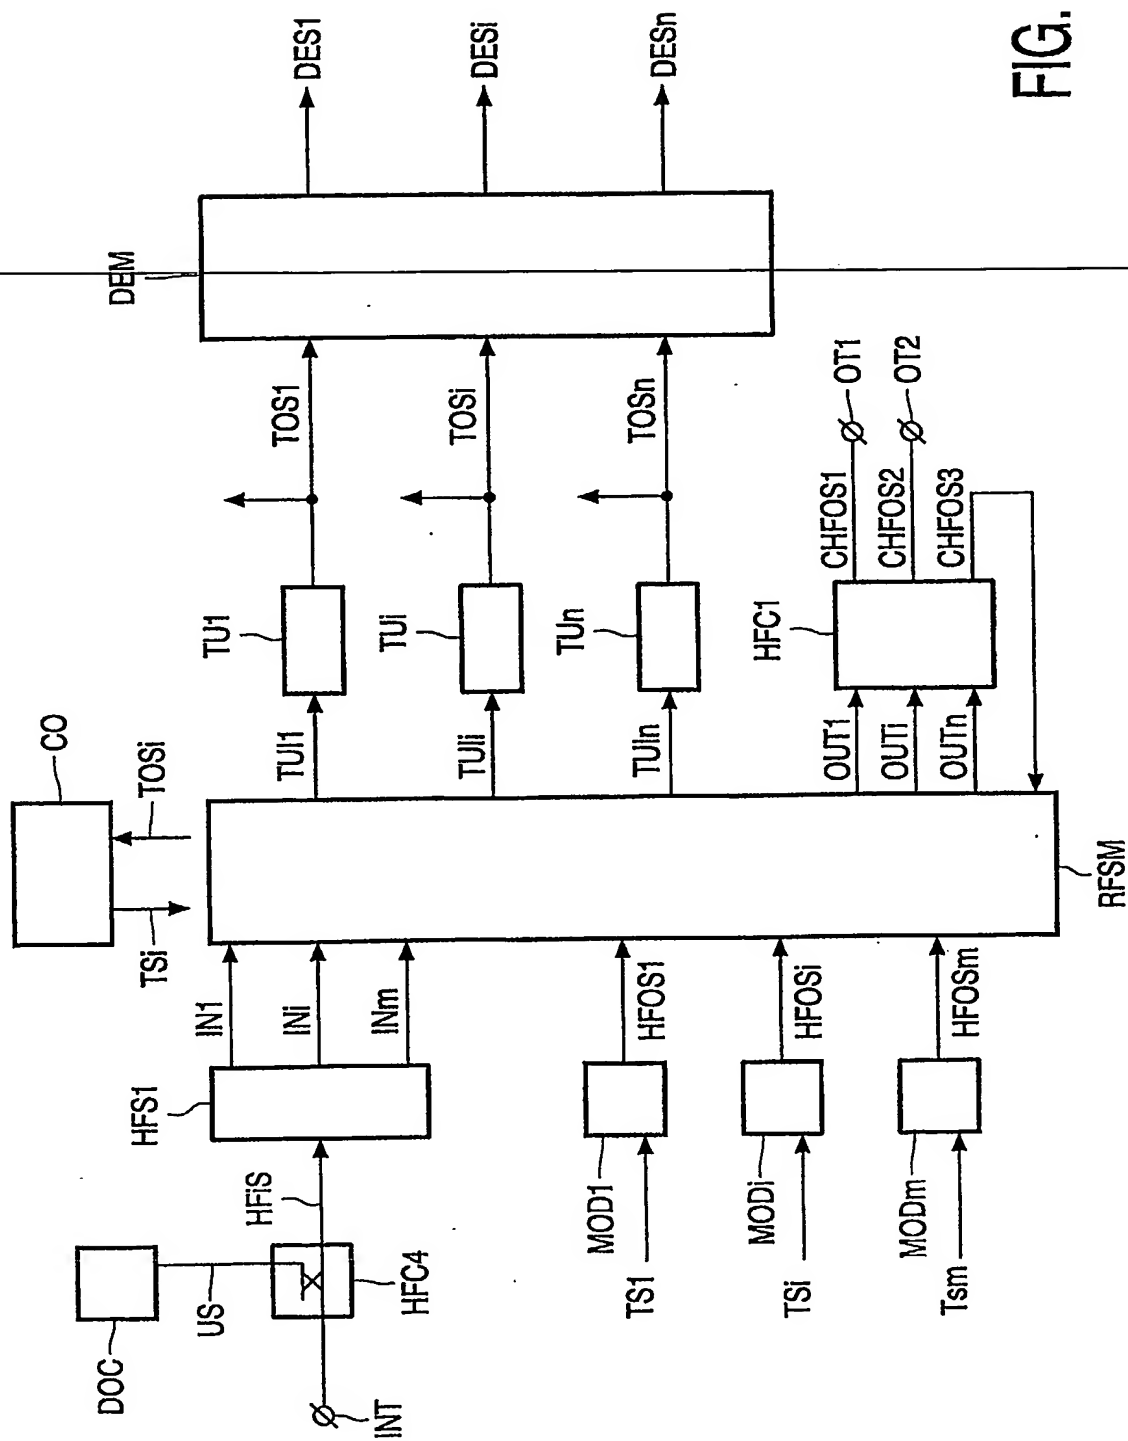 CO
DOC
DEM
HFS1
TSi
TOSi
US
IN1
TU1
HFiS
TUI1
TOS1
INi
DES1
INT
INm
TUi
HFC4
TUIi
TOSi
DESi
TUn
MOD1
TS1
HFOS1
TUIn
TOSn
DESn
MODi
HFC1
TSi
HFOSi
OUT1
CHFOS1
OT1
OUTi
CHFOS2
OT2
MODm
Tsm
HFOSm
OUTn
CHFOS3
FIG.
RFSM